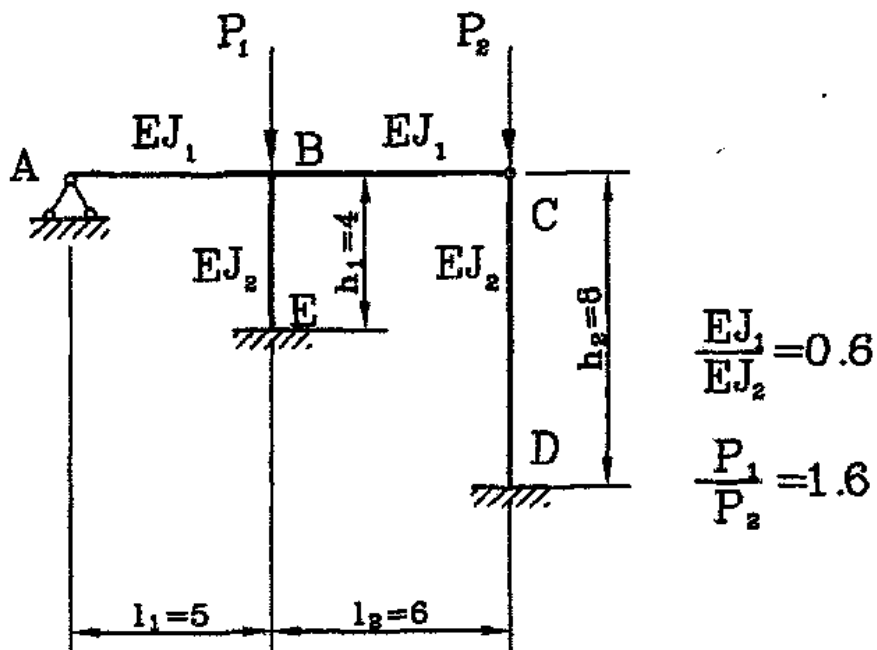 P₁ P₂
EJ₁ EJ₁
A B
C
EJ₂ h₁=4 EJ₂
E
h₂=8
EJ₁/EJ₂=0.6
D
P₁/P₂=1.6
l₁=5 l₂=6